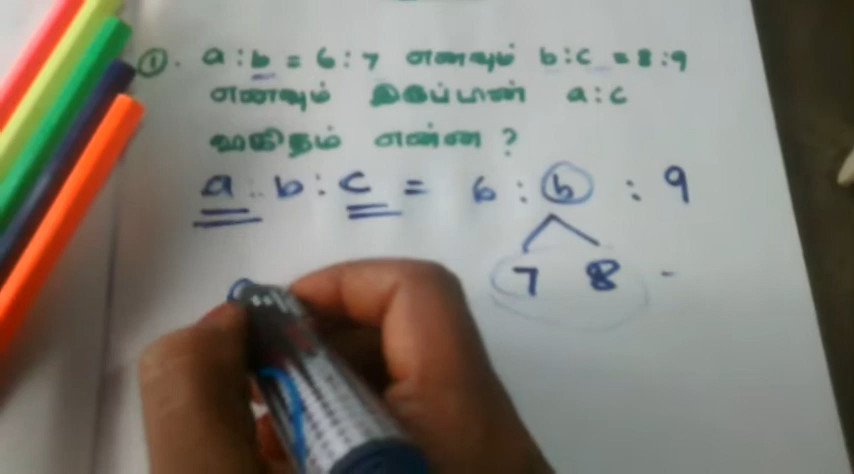 ①. a : b = 6 : 7 எனவும் b : c = 8 : 9
எனவும் இருப்பின் a : c
விகிதம் என்ன ?
a : b : c = 6 : b : 9
7 8 -